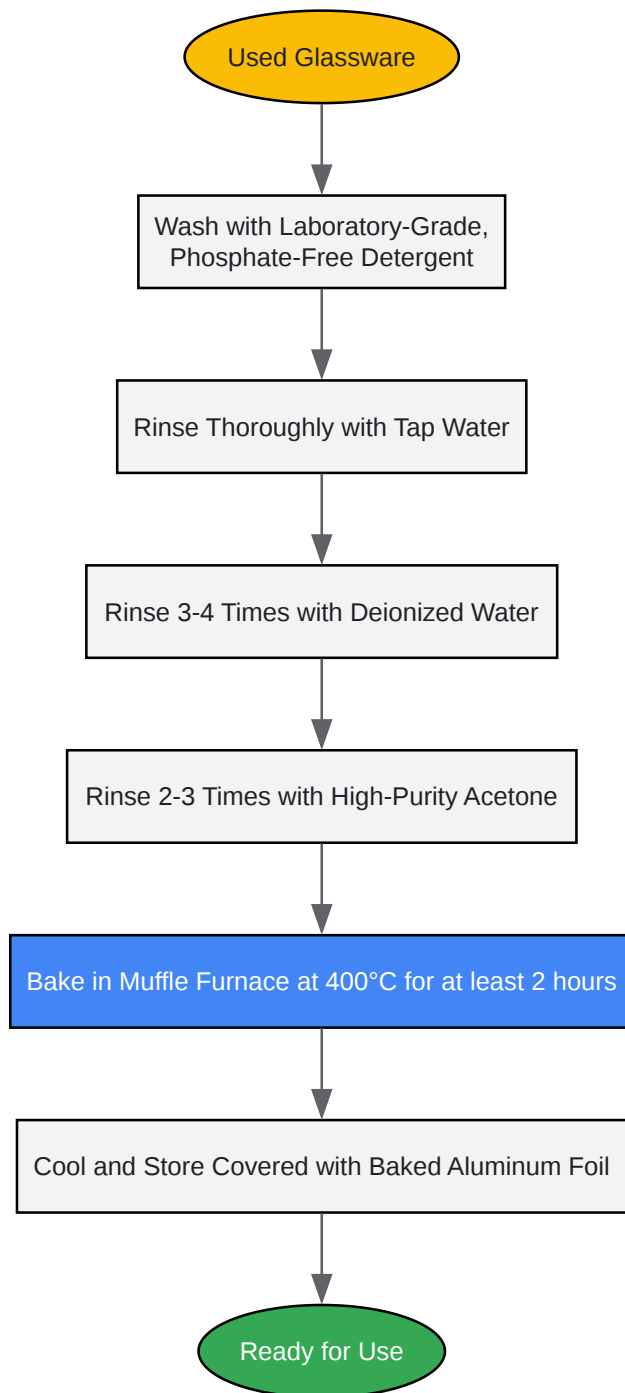 Used Glassware
Wash with Laboratory-Grade,
Phosphate-Free Detergent
Rinse Thoroughly with Tap Water
Rinse 3-4 Times with Deionized Water
Rinse 2-3 Times with High-Purity Acetone
Bake in Muffle Furnace at 400°C for at least 2 hours
Cool and Store Covered with Baked Aluminum Foil
Ready for Use